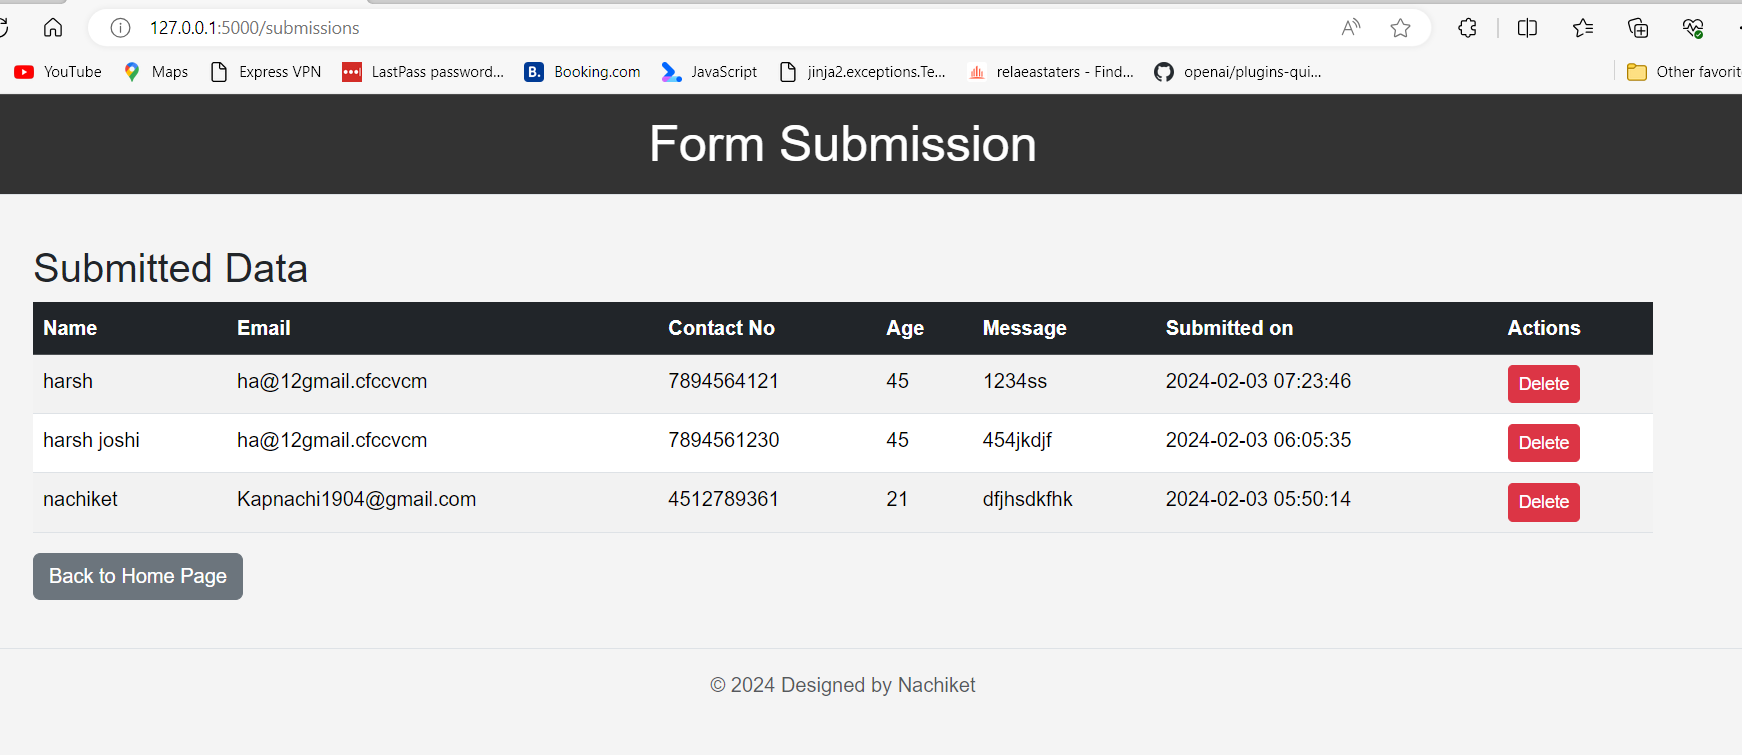 127.0.0.1:5000/submissions
YouTube Maps Express VPN LastPass password... B. Booking.com JavaScript jinja2.exceptions.Te... relaeastaters - Find... openai/plugins-qui... Other favorit
Form Submission
Submitted Data
Name Email Contact No Age Message Submitted on Actions
harsh ha@12gmail.cfccvcm 7894564121 45 1234ss 2024-02-03 07:23:46 Delete
harsh joshi ha@12gmail.cfccvcm 7894561230 45 454jkdjf 2024-02-03 06:05:35 Delete
nachiket Kapnachi1904@gmail.com 4512789361 21 dfjhsdkfhk 2024-02-03 05:50:14 Delete
Back to Home Page
© 2024 Designed by Nachiket